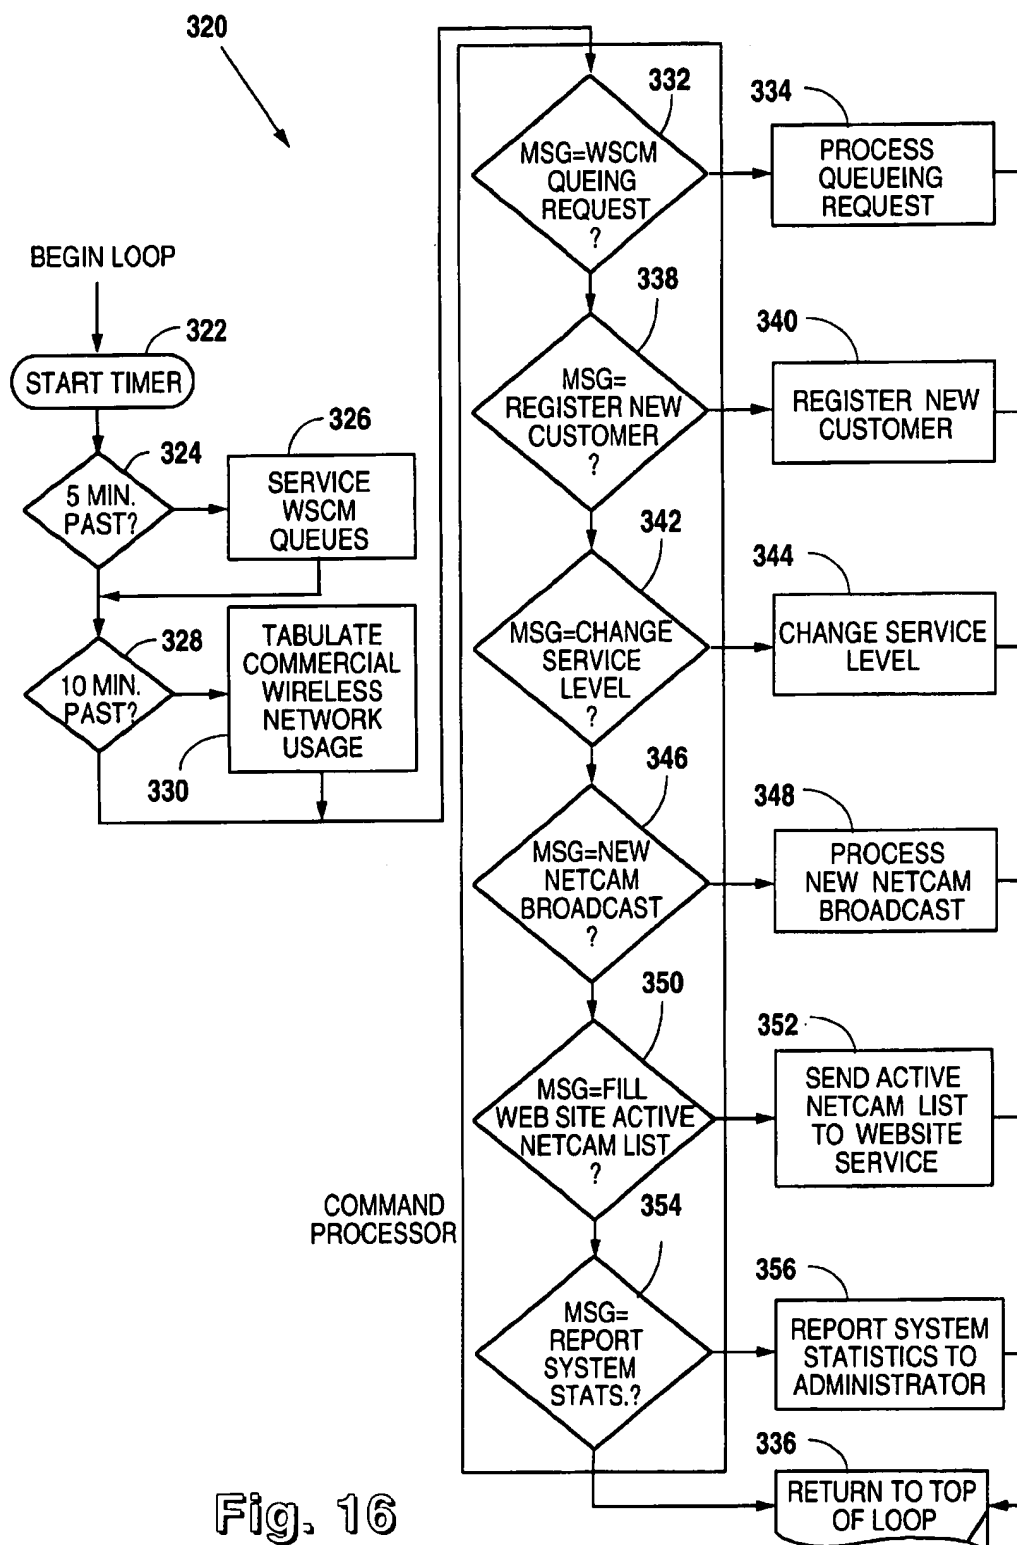 320
BEGIN LOOP
322
START TIMER
324
5 MIN.
PAST?
326
SERVICE
WSCM
QUEUES
328
10 MIN.
PAST?
TABULATE
COMMERCIAL
WIRELESS
NETWORK
USAGE
330
332
MSG=WSCM
QUEING
REQUEST
?
334
PROCESS
QUEUEING
REQUEST
338
MSG=
REGISTER NEW
CUSTOMER
?
340
REGISTER NEW
CUSTOMER
342
MSG=CHANGE
SERVICE
LEVEL
?
344
CHANGE SERVICE
LEVEL
346
MSG=NEW
NETCAM
BROADCAST
?
348
PROCESS
NEW NETCAM
BROADCAST
350
MSG=FILL
WEB SITE ACTIVE
NETCAM LIST
?
352
SEND ACTIVE
NETCAM LIST
TO WEBSITE
SERVICE
COMMAND
PROCESSOR
354
MSG=
REPORT
SYSTEM
STATS.?
356
REPORT SYSTEM
STATISTICS TO
ADMINISTRATOR
336
RETURN TO TOP
OF LOOP
Fig. 16